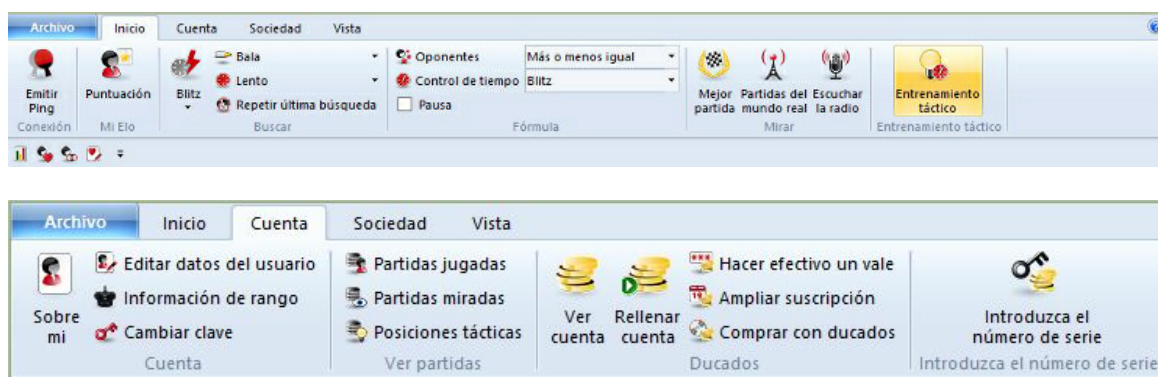 Archivo Inicio Cuenta Sociedad Vista
Emitir Ping
Conexión
Puntuación
Mi Elo
Blitz
Bala
Lento
Repetir última búsqueda
Buscar
Oponentes Más o menos igual
Control de tiempo Blitz
Pausa
Fórmula
Mejor partida
Partidas del mundo real
Escuchar la radio
Mirar
Entrenamiento táctico
Entrenamiento táctico
Archivo Inicio Cuenta Sociedad Vista
Sobre mi
Editar datos del usuario
Información de rango
Cambiar clave
Cuenta
Partidas jugadas
Partidas miradas
Posiciones tácticas
Ver partidas
Ver cuenta
Rellenar cuenta
Hacer efectivo un vale
Ampliar suscripción
Comprar con ducados
Ducados
Introduzca el número de serie
Introduzca el número de serie